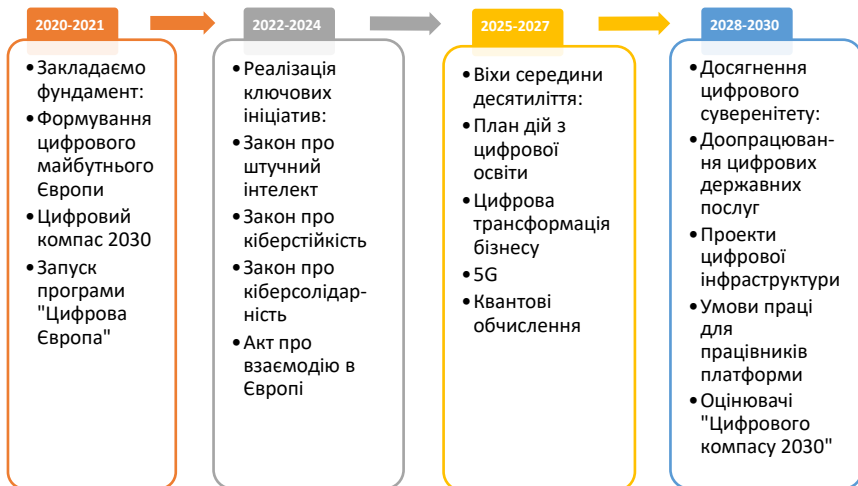 2020-2021
• Закладаємо
фундамент:
• Формування
цифрового
майбутнього
Європи
• Цифровий
компас 2030
• Запуск
програми
"Цифрова
Європа"
2022-2024
• Реалізація
ключових
ініціатив:
• Закон про
штучний
інтелект
• Закон про
кіберстійкість
• Закон про
кіберсолідар-
ність
• Акт про
взаємодію в
Європі
2025-2027
• Віхи середини
десятиліття:
• План дій з
цифрової
освіти
• Цифрова
трансформація
бізнесу
• 5G
• Квантові
обчислення
2028-2030
• Досягнення
цифрового
суверенітету:
• Доопрацюван-
ня цифрових
державних
послуг
• Проекти
цифрової
інфраструктури
• Умови праці
для
працівників
платформи
• Оцінювачі
"Цифрового
компасу 2030"